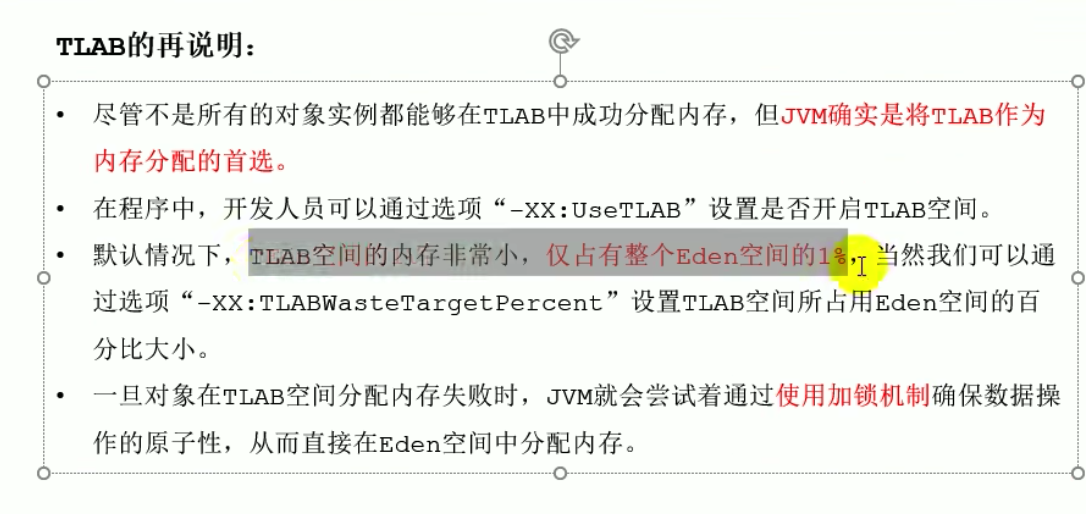 TLAB的再说明：
• 尽管不是所有的对象实例都能够在TLAB中成功分配内存，但JVM确实是将TLAB作为
内存分配的首选。
• 在程序中，开发人员可以通过选项“-XX:UseTLAB”设置是否开启TLAB空间。
• 默认情况下，TLAB空间的内存非常小，仅占有整个Eden空间的1%，当然我们可以通
过选项“-XX:TLABWasteTargetPercent”设置TLAB空间所占用Eden空间的百
分比大小。
• 一旦对象在TLAB空间分配内存失败时，JVM就会尝试着通过使用加锁机制确保数据操
作的原子性，从而直接在Eden空间中分配内存。